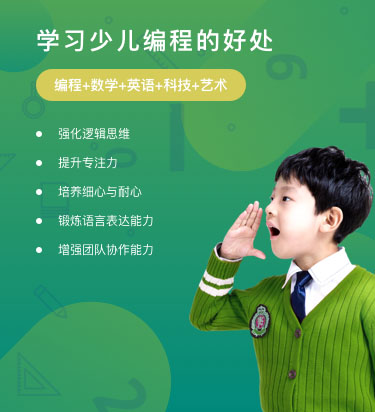 学习少儿编程的好处
编程+数学+英语+科技+艺术
强化逻辑思维
提升专注力
培养细心与耐心
锻炼语言表达能力
增强团队协作能力